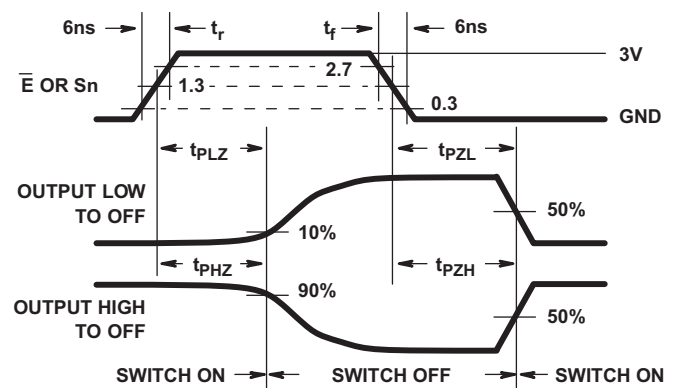 6ns tr tf 6ns
3V
2.7
E̅ OR Sn 1.3
0.3
GND
tPLZ tPZL
OUTPUT LOW
TO OFF
50%
10%
tPHZ tPZH
90%
OUTPUT HIGH
TO OFF
50%
SWITCH ON SWITCH OFF SWITCH ON